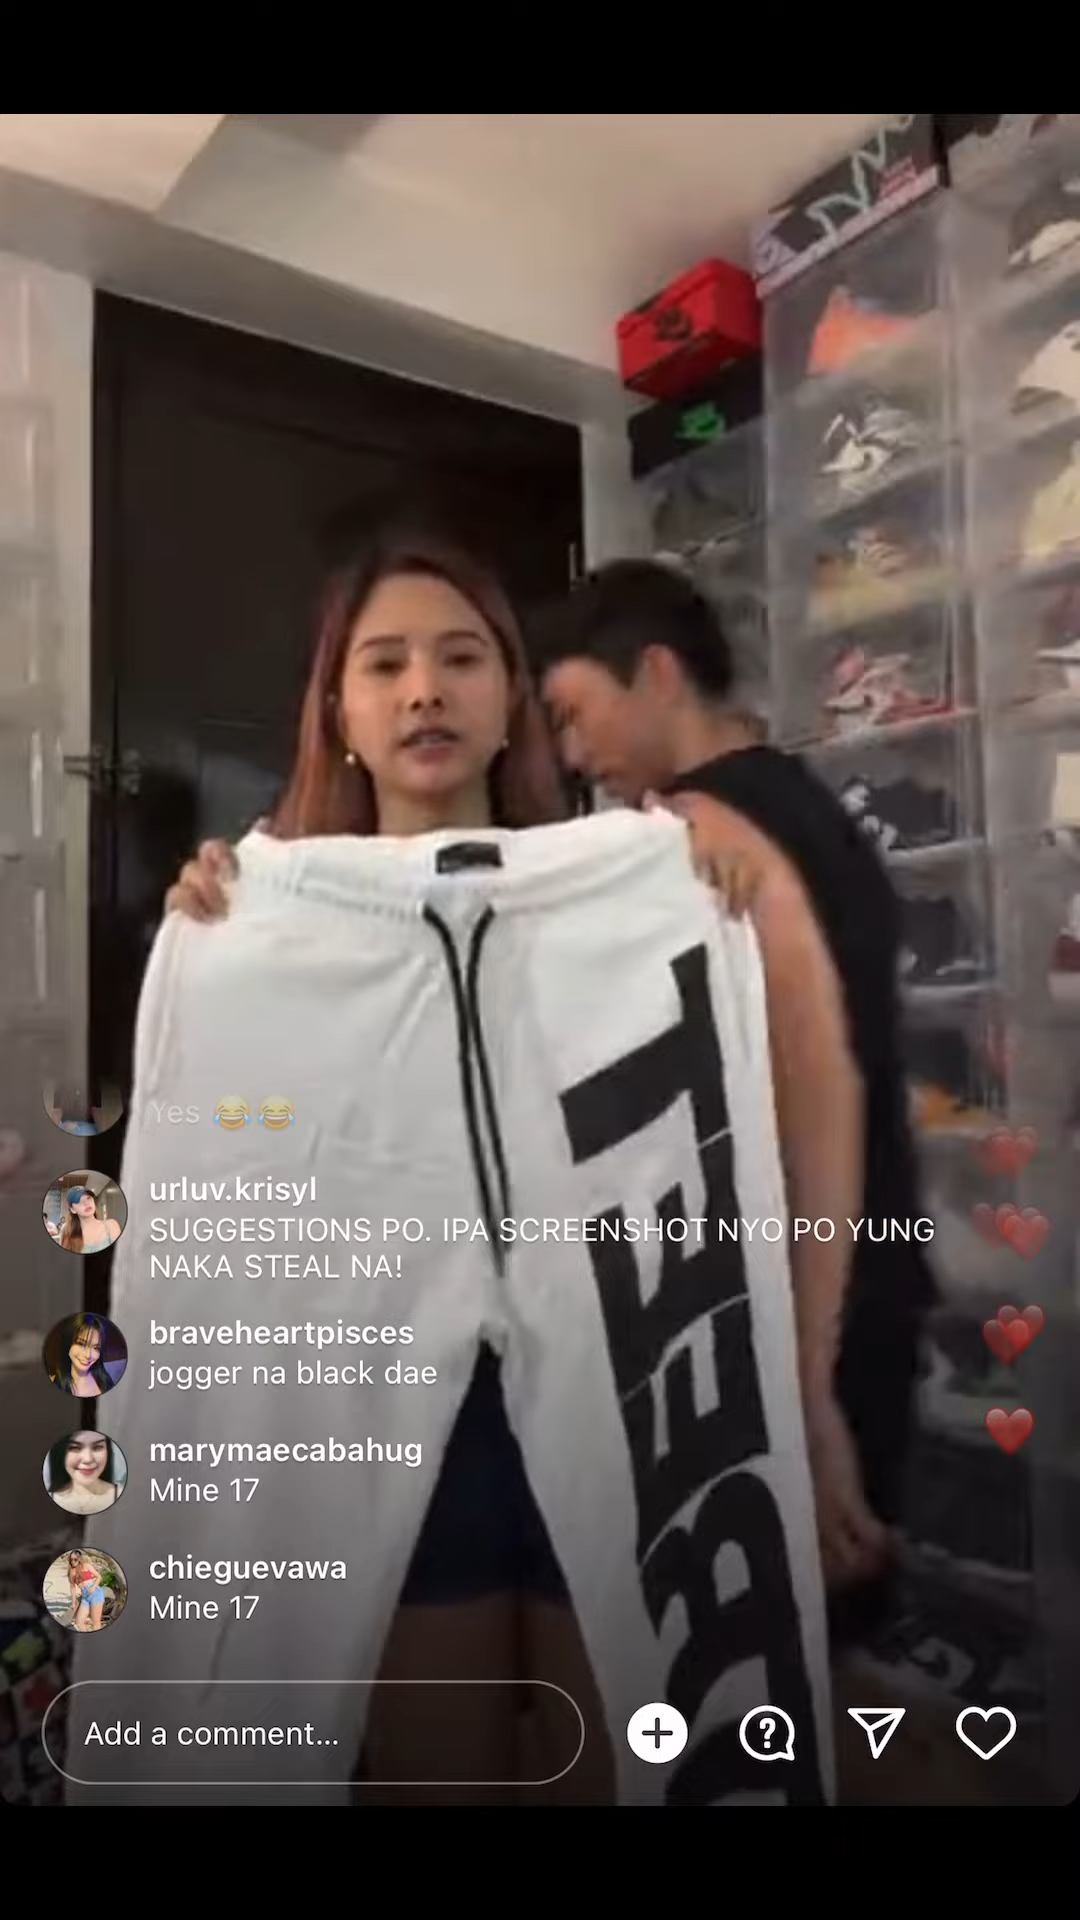 Yes 😂😂
urluv.krisyl
SUGGESTIONS PO. IPA SCREENSHOT NYO PO YUNG
NAKA STEAL NA!
braveheartpisces
jogger na black dae
marymaecabahug
Mine 17
chieguevawa
Mine 17
Add a comment...